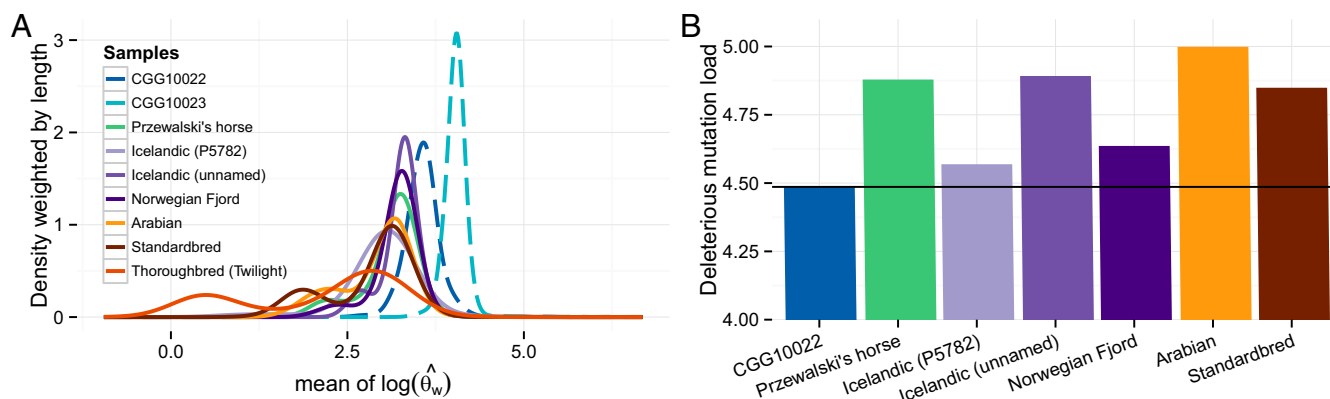 A
Density weighted by length
3
2
1
0
Samples
CGG10022
CGG10023
Przewalski's horse
Icelandic (P5782)
Icelandic (unnamed)
Norwegian Fjord
Arabian
Standardbred
Thoroughbred (Twilight)
0.0 2.5 5.0
mean of log(θ̂w)
B
Deleterious mutation load
5.00
4.75
4.50
4.25
4.00
CGG10022
Przewalski's horse
Icelandic (P5782)
Icelandic (unnamed)
Norwegian Fjord
Arabian
Standardbred